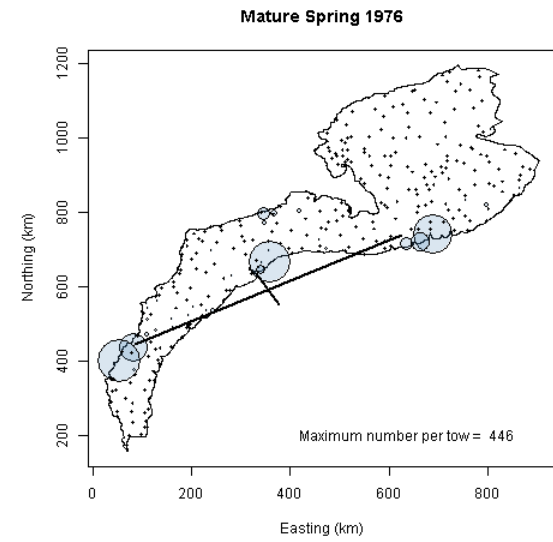 Mature Spring 1976
1200
1000
800
600
400
200
Northing (km)
Maximum number per tow = 446
0 200 400 600 800
Easting (km)